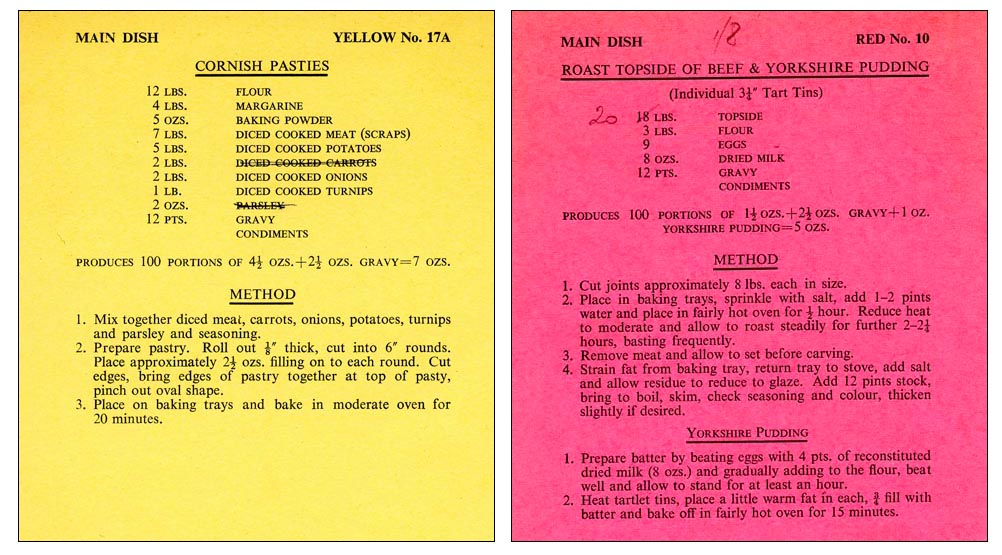 MAIN DISH YELLOW No. 17A
CORNISH PASTIES
12 LBS. FLOUR
4 LBS. MARGARINE
5 OZS. BAKING POWDER
7 LBS. DICED COOKED MEAT (SCRAPS)
5 LBS. DICED COOKED POTATOES
2 LBS. DICED COOKED CARROTS
2 LBS. DICED COOKED ONIONS
1 LB. DICED COOKED TURNIPS
2 OZS. PARSLEY
12 PTS. GRAVY
CONDIMENTS
PRODUCES 100 PORTIONS OF 4½ OZS.+2½ OZS. GRAVY=7 OZS.
METHOD
1. Mix together diced meat, carrots, onions, potatoes, turnips
and parsley and seasoning.
2. Prepare pastry. Roll out ⅛″ thick, cut into 6″ rounds.
Place approximately 2½ ozs. filling on to each round. Cut
edges, bring edges of pastry together at top of pasty,
pinch out oval shape.
3. Place on baking trays and bake in moderate oven for
20 minutes.
1/8
MAIN DISH RED No. 10
ROAST TOPSIDE OF BEEF & YORKSHIRE PUDDING
(Individual 3¼″ Tart Tins)
20 18 LBS. TOPSIDE
3 LBS. FLOUR
9 EGGS
8 OZS. DRIED MILK
12 PTS. GRAVY
CONDIMENTS
PRODUCES 100 PORTIONS OF 1½ OZS.+2½ OZS. GRAVY+1 OZ.
YORKSHIRE PUDDING=5 OZS.
METHOD
1. Cut joints approximately 8 lbs. each in size.
2. Place in baking trays, sprinkle with salt, add 1–2 pints
water and place in fairly hot oven for ½ hour. Reduce heat
to moderate and allow to roast steadily for further 2–2¼
hours, basting frequently.
3. Remove meat and allow to set before carving.
4. Strain fat from baking tray, return tray to stove, add salt
and allow residue to reduce to glaze. Add 12 pints stock,
bring to boil, skim, check seasoning and colour, thicken
slightly if desired.
YORKSHIRE PUDDING
1. Prepare batter by beating eggs with 4 pts. of reconstituted
dried milk (8 ozs.) and gradually adding to the flour, beat
well and allow to stand for at least an hour.
2. Heat tartlet tins, place a little warm fat in each, ¾ fill with
batter and bake off in fairly hot oven for 15 minutes.